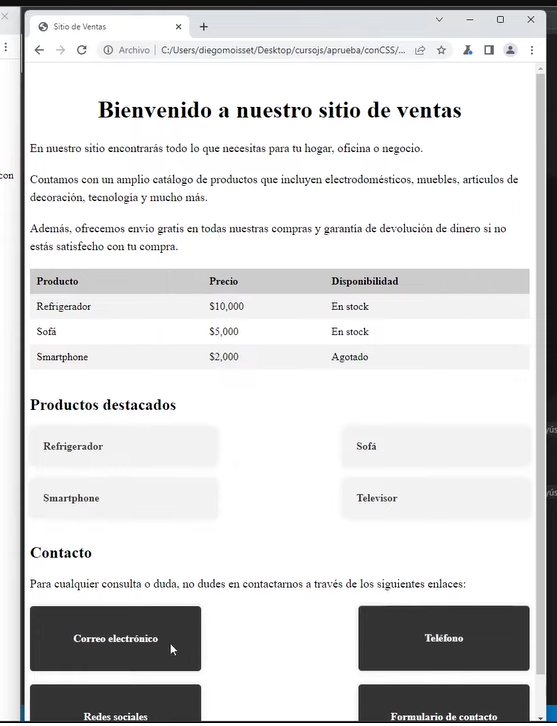 con
Sitio de Ventas
Archivo
C:/Users/diegomoisset/Desktop/cursojs/aprueba/conCSS/...
Bienvenido a nuestro sitio de ventas
En nuestro sitio encontrarás todo lo que necesitas para tu hogar, oficina o negocio.
Contamos con un amplio catálogo de productos que incluyen electrodomésticos, muebles, artículos de
decoración, tecnología y mucho más.
Además, ofrecemos envío gratis en todas nuestras compras y garantía de devolución de dinero si no
estás satisfecho con tu compra.
Producto Precio Disponibilidad
Refrigerador $10,000 En stock
Sofá $5,000 En stock
Smartphone $2,000 Agotado
Productos destacados
Refrigerador Sofá
Smartphone Televisor
Contacto
Para cualquier consulta o duda, no dudes en contactarnos a través de los siguientes enlaces:
Correo electrónico Teléfono
Redes sociales Formulario de contacto